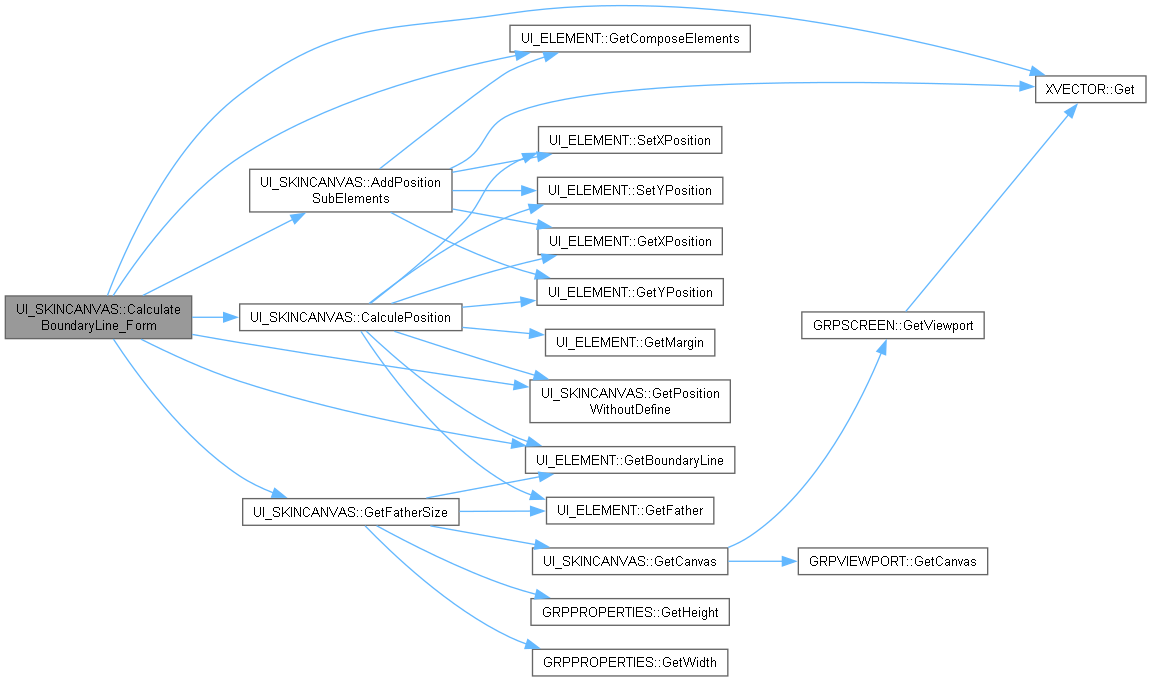 UI_SKINCANVAS::Calculate
BoundaryLine_Form
UI_SKINCANVAS::AddPosition
SubElements
UI_SKINCANVAS::CalculePosition
UI_SKINCANVAS::GetFatherSize
UI_ELEMENT::GetComposeElements
UI_ELEMENT::SetXPosition
UI_ELEMENT::SetYPosition
UI_ELEMENT::GetXPosition
UI_ELEMENT::GetYPosition
UI_ELEMENT::GetMargin
UI_SKINCANVAS::GetPosition
WithoutDefine
UI_ELEMENT::GetBoundaryLine
UI_ELEMENT::GetFather
UI_SKINCANVAS::GetCanvas
GRPPROPERTIES::GetHeight
GRPPROPERTIES::GetWidth
GRPSCREEN::GetViewport
GRPVIEWPORT::GetCanvas
XVECTOR::Get